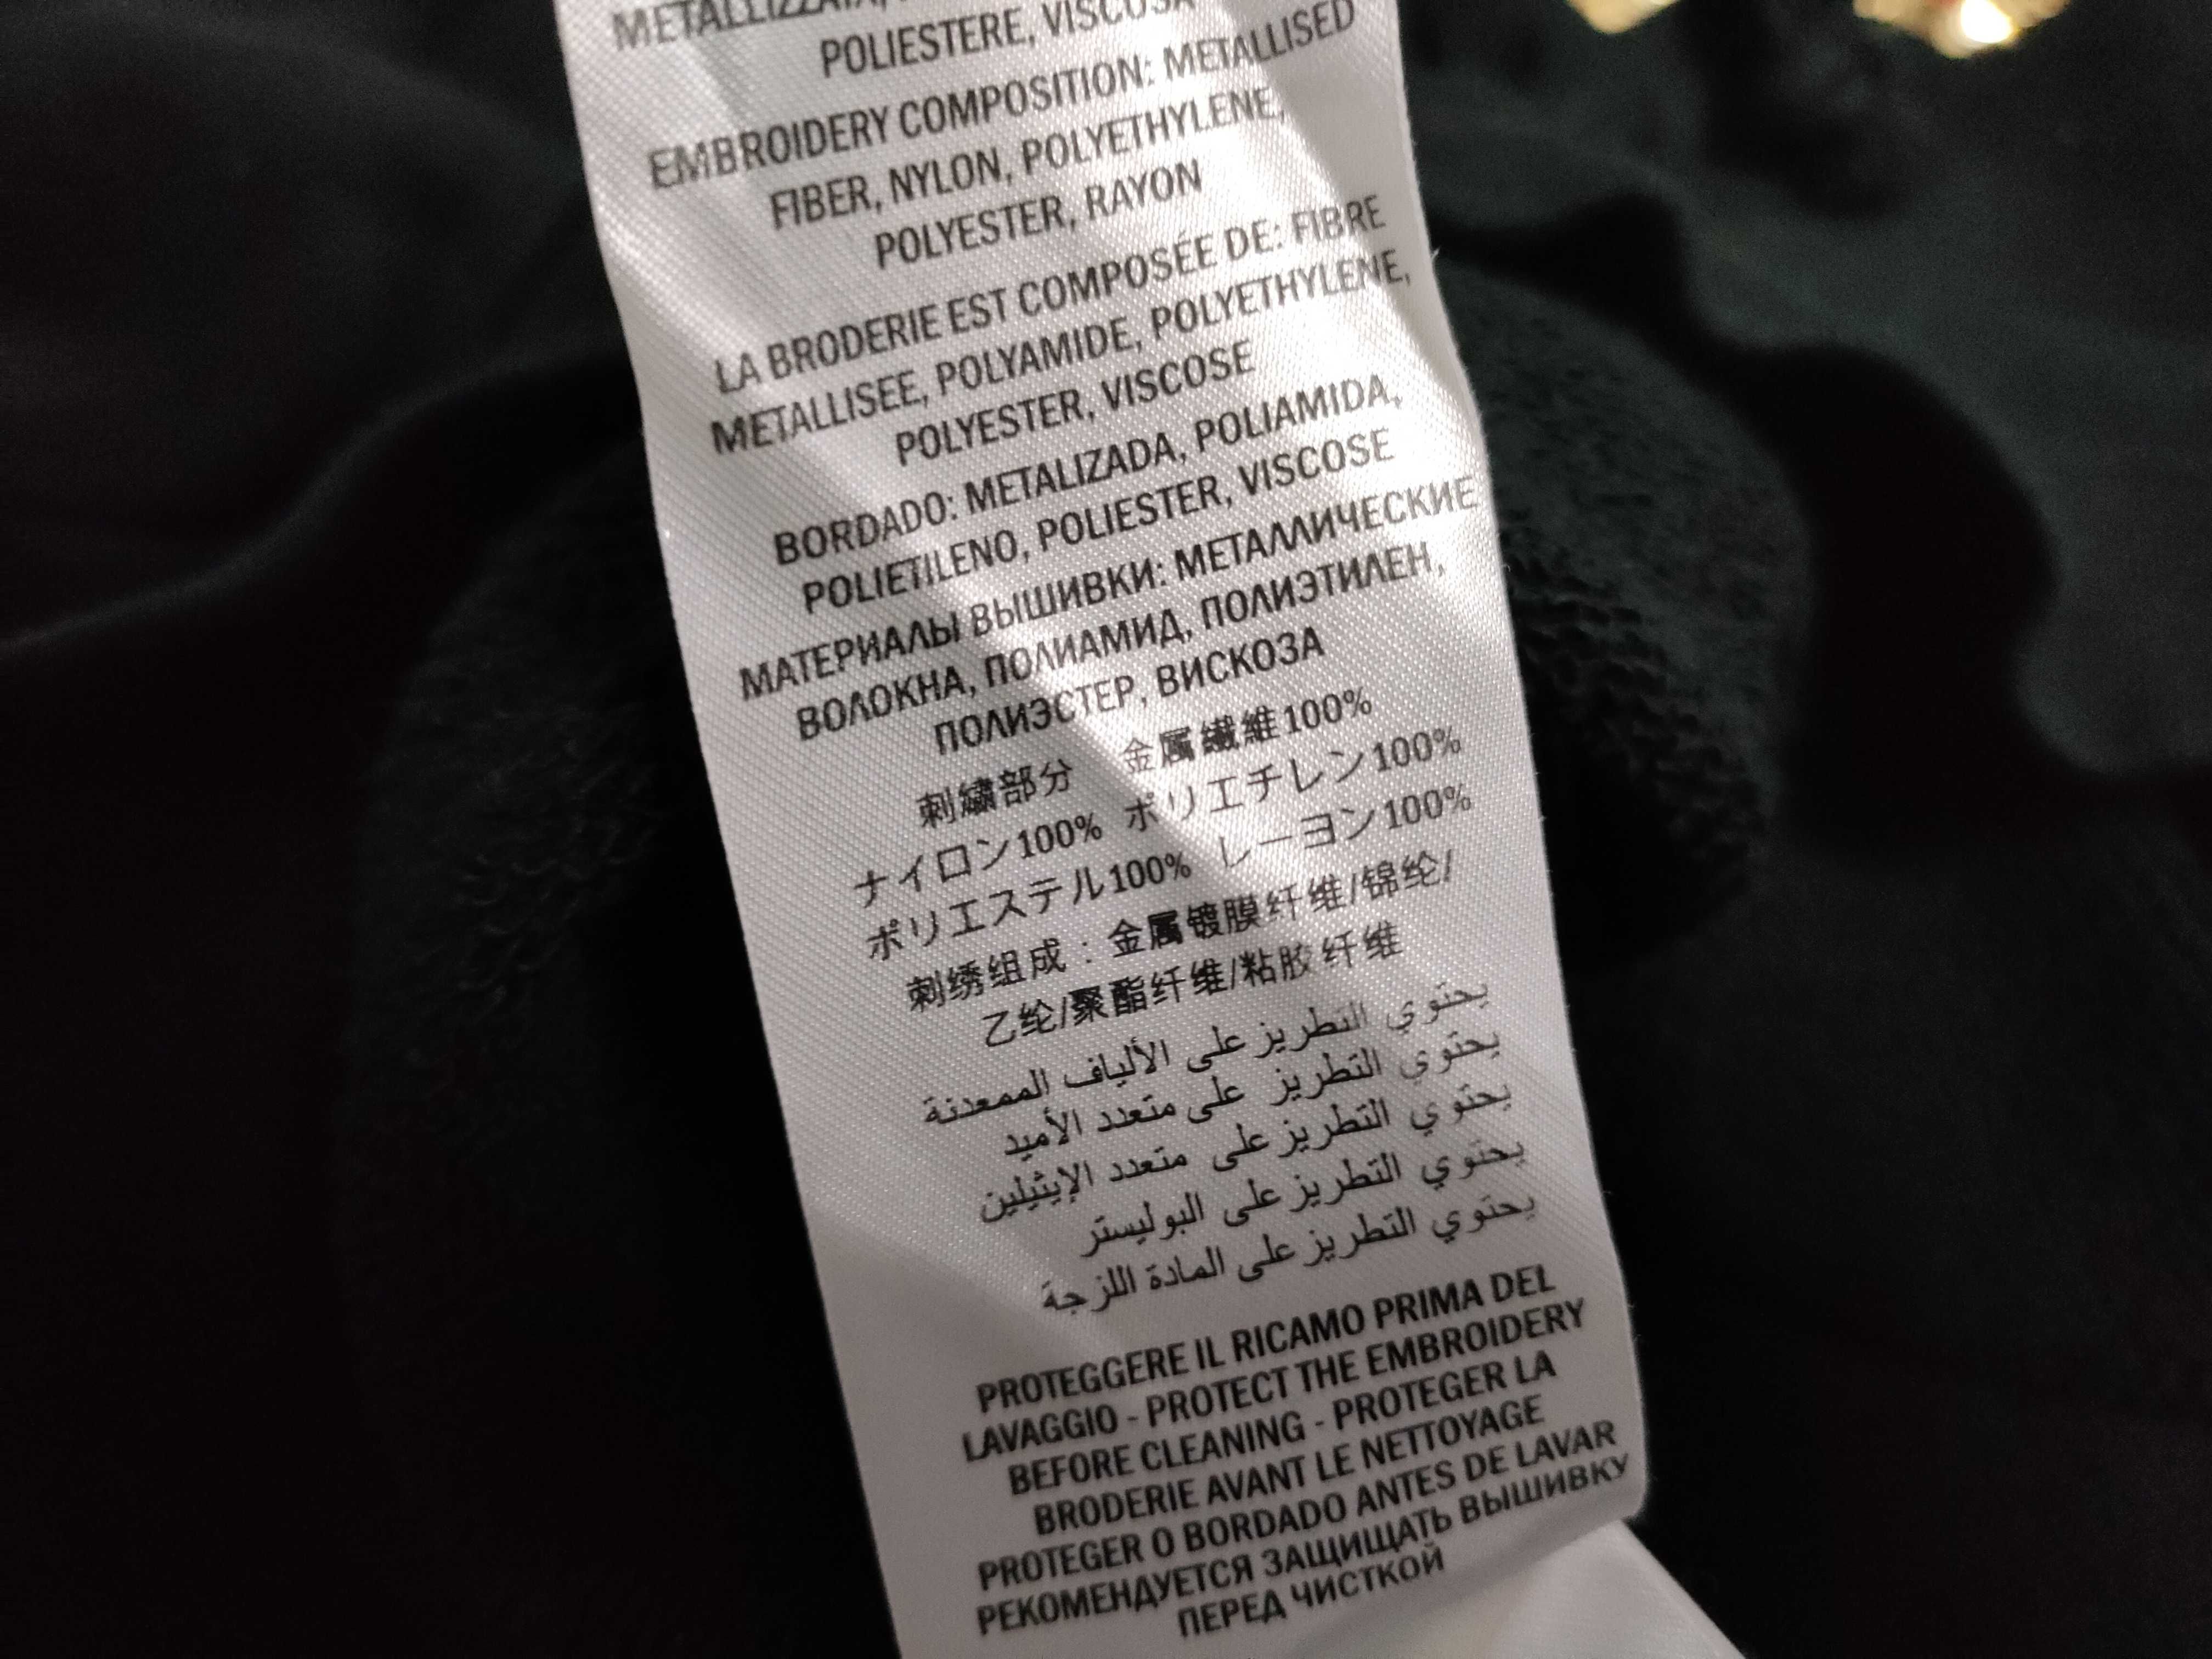 METALLIZZATA,
POLIESTERE, VISCOSA
EMBROIDERY COMPOSITION: METALLISED
FIBER, NYLON, POLYETHYLENE,
POLYESTER, RAYON
LA BRODERIE EST COMPOSÉE DE: FIBRE
METALLISEE, POLYAMIDE, POLYETHYLENE,
POLYESTER, VISCOSE
BORDADO: METALIZADA, POLIAMIDA,
POLIETILENO, POLIESTER, VISCOSE
МАТЕРИАЛЫ ВЫШИВКИ: МЕТАЛЛИЧЕСКИЕ
ВОЛОКНА, ПОЛИАМИД, ПОЛИЭТИЛЕН,
ПОЛИЭСТЕР, ВИСКОЗА
刺繍部分 金属繊維100%
ナイロン100% ポリエチレン100%
ポリエステル100% レーヨン100%
刺绣组成：金属镀膜纤维/锦纶/
乙纶/聚酯纤维/粘胶纤维
يحتوي التطريز على الألياف الممعدنة
يحتوي التطريز على متعدد الأميد
يحتوي التطريز على متعدد الإيثيلين
يحتوي التطريز على البوليستر
يحتوي التطريز على المادة اللزجة
PROTEGGERE IL RICAMO PRIMA DEL
LAVAGGIO - PROTECT THE EMBROIDERY
BEFORE CLEANING - PROTEGER LA
BRODERIE AVANT LE NETTOYAGE
PROTEGER O BORDADO ANTES DE LAVAR
РЕКОМЕНДУЕТСЯ ЗАЩИЩАТЬ ВЫШИВКУ
ПЕРЕД ЧИСТКОЙ